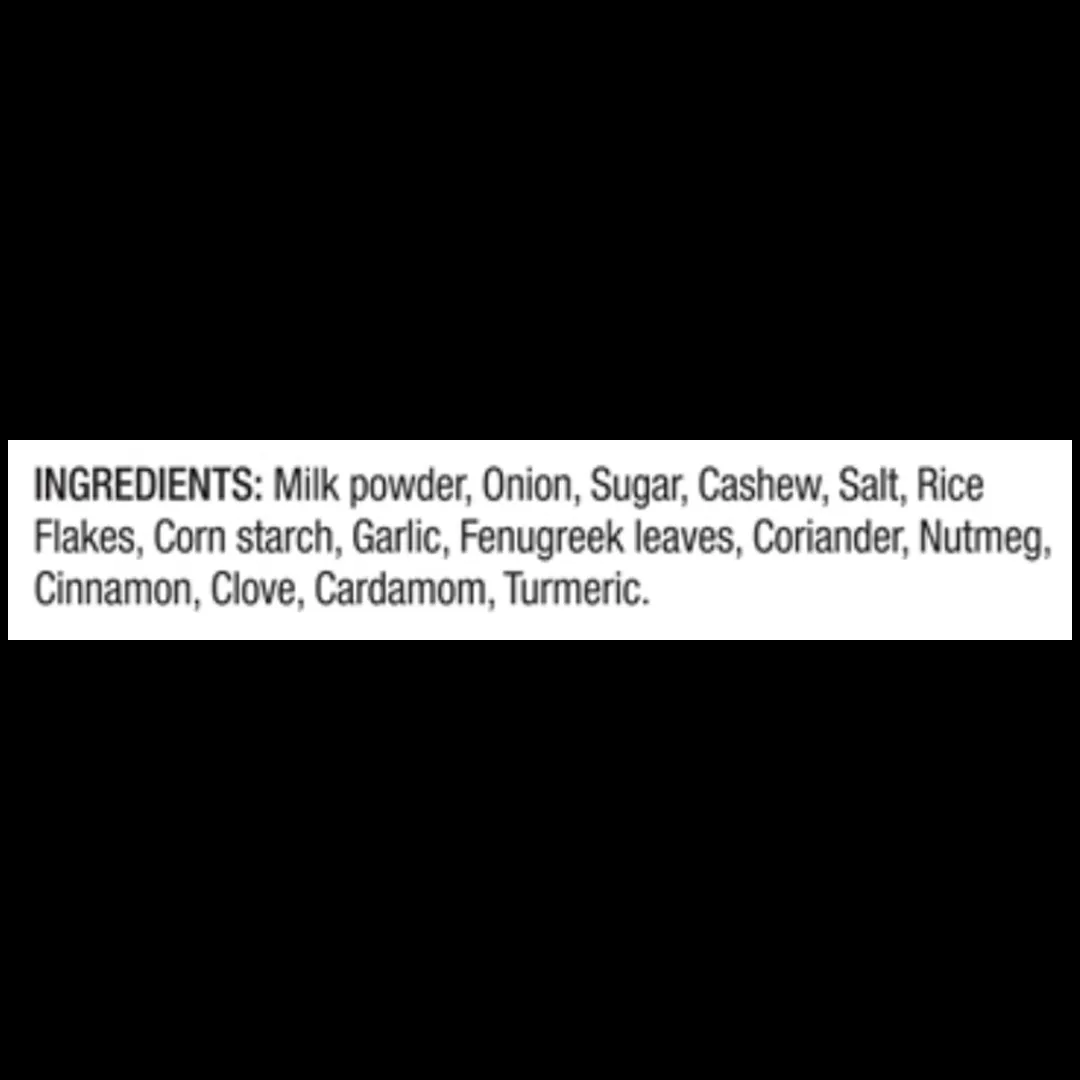 INGREDIENTS: Milk powder, Onion, Sugar, Cashew, Salt, Rice
Flakes, Corn starch, Garlic, Fenugreek leaves, Coriander, Nutmeg,
Cinnamon, Clove, Cardamom, Turmeric.